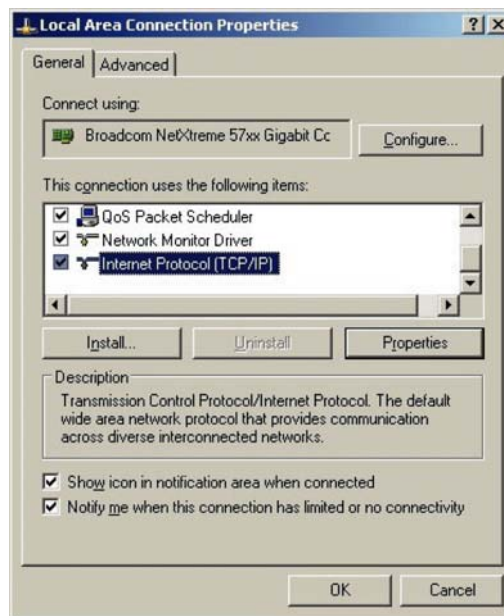 Local Area Connection Properties
General
Advanced
Connect using:
Broadcom NetXtreme 57xx Gigabit Cc
Configure...
This connection uses the following items:
QoS Packet Scheduler
Network Monitor Driver
Internet Protocol (TCP/IP)
Install...
Uninstall
Properties
Description
Transmission Control Protocol/Internet Protocol. The default
wide area network protocol that provides communication
across diverse interconnected networks.
Show icon in notification area when connected
Notify me when this connection has limited or no connectivity
OK
Cancel